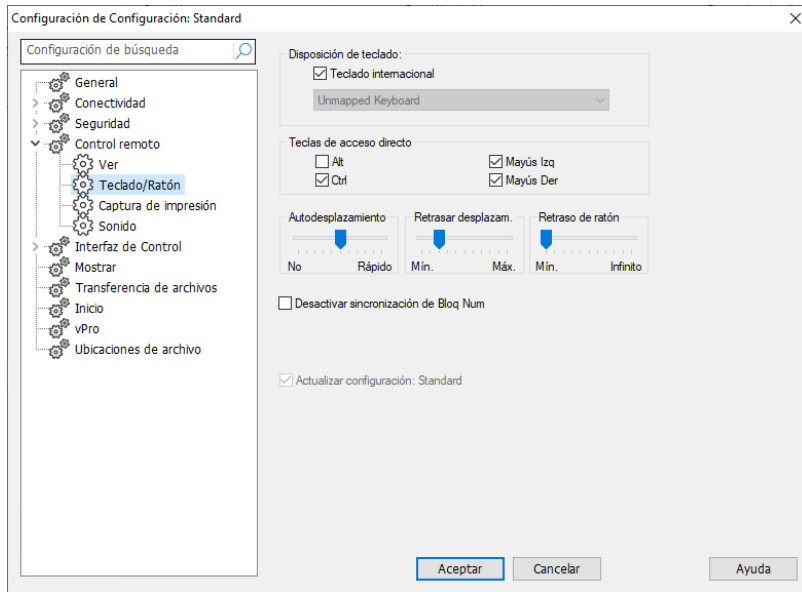 Configuración de Configuración: Standard
Configuración de búsqueda
General
Conectividad
Seguridad
Control remoto
Ver
Teclado/Ratón
Captura de impresión
Sonido
Interfaz de Control
Mostrar
Transferencia de archivos
Inicio
vPro
Ubicaciones de archivo
Disposición de teclado:
Teclado internacional
Unmapped Keyboard
Teclas de acceso directo
Alt
Mayús Izq
Ctrl
Mayús Der
Autodesplazamiento
No Rápido
Retrasar desplazam.
Mín. Máx.
Retraso de ratón
Mín. Infinito
Desactivar sincronización de Bloq Num
Actualizar configuración: Standard
Aceptar Cancelar Ayuda